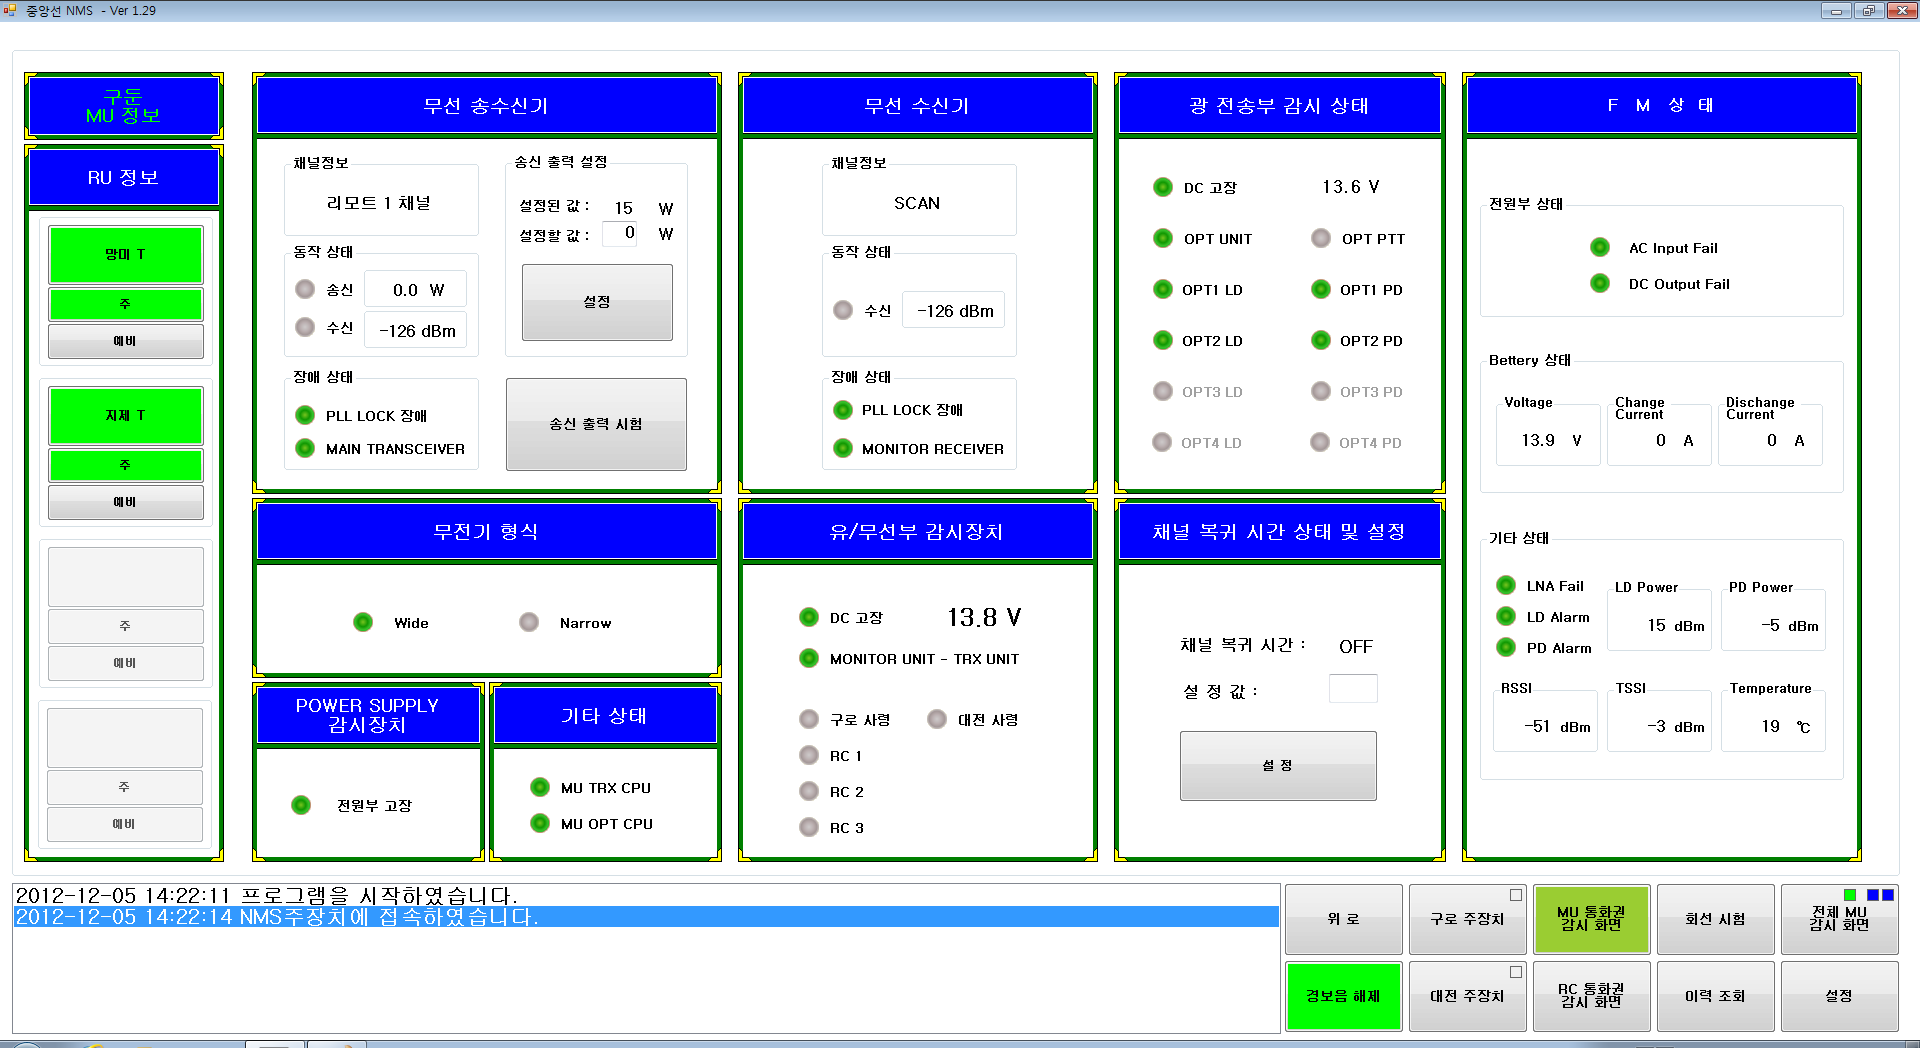 중앙선 NMS - Ver 1.29
구둔
MU 정보
RU 정보
망미 T
주
예비
지제 T
주
예비
주
예비
주
예비
무선 송수신기
채널정보
리모트 1 채널
동작 상태
송신 0.0 W
수신 -126 dBm
장애 상태
PLL LOCK 장애
MAIN TRANSCEIVER
송신 출력 설정
설정된 값 : 15 W
설정할 값 : 0 W
설정
송신 출력 시험
무선 수신기
채널정보
SCAN
동작 상태
수신 -126 dBm
장애 상태
PLL LOCK 장애
MONITOR RECEIVER
광 전송부 감시 상태
DC 고장 13.6 V
OPT UNIT OPT PTT
OPT1 LD OPT1 PD
OPT2 LD OPT2 PD
OPT3 LD OPT3 PD
OPT4 LD OPT4 PD
F M 상 태
전원부 상태
AC Input Fail
DC Output Fail
Bettery 상태
Voltage
13.9 V
Change
Current
0 A
Dischange
Current
0 A
기타 상태
LNA Fail
LD Alarm
PD Alarm
LD Power
15 dBm
PD Power
-5 dBm
RSSI
-51 dBm
TSSI
-3 dBm
Temperature
19 ℃
무전기 형식
Wide Narrow
POWER SUPPLY
감시장치
전원부 고장
기타 상태
MU TRX CPU
MU OPT CPU
유/무선부 감시장치
DC 고장 13.8 V
MONITOR UNIT - TRX UNIT
구로 사령 대전 사령
RC 1
RC 2
RC 3
채널 복귀 시간 상태 및 설정
채널 복귀 시간 : OFF
설 정 값 :
설 정
2012-12-05 14:22:11 프로그램을 시작하였습니다.
2012-12-05 14:22:14 NMS주장치에 접속하였습니다.
위 로
구로 주장치
MU 통화권
감시 화면
회선 시험
전체 MU
감시 화면
경보음 해제
대전 주장치
RC 통화권
감시 화면
이력 조회
설정